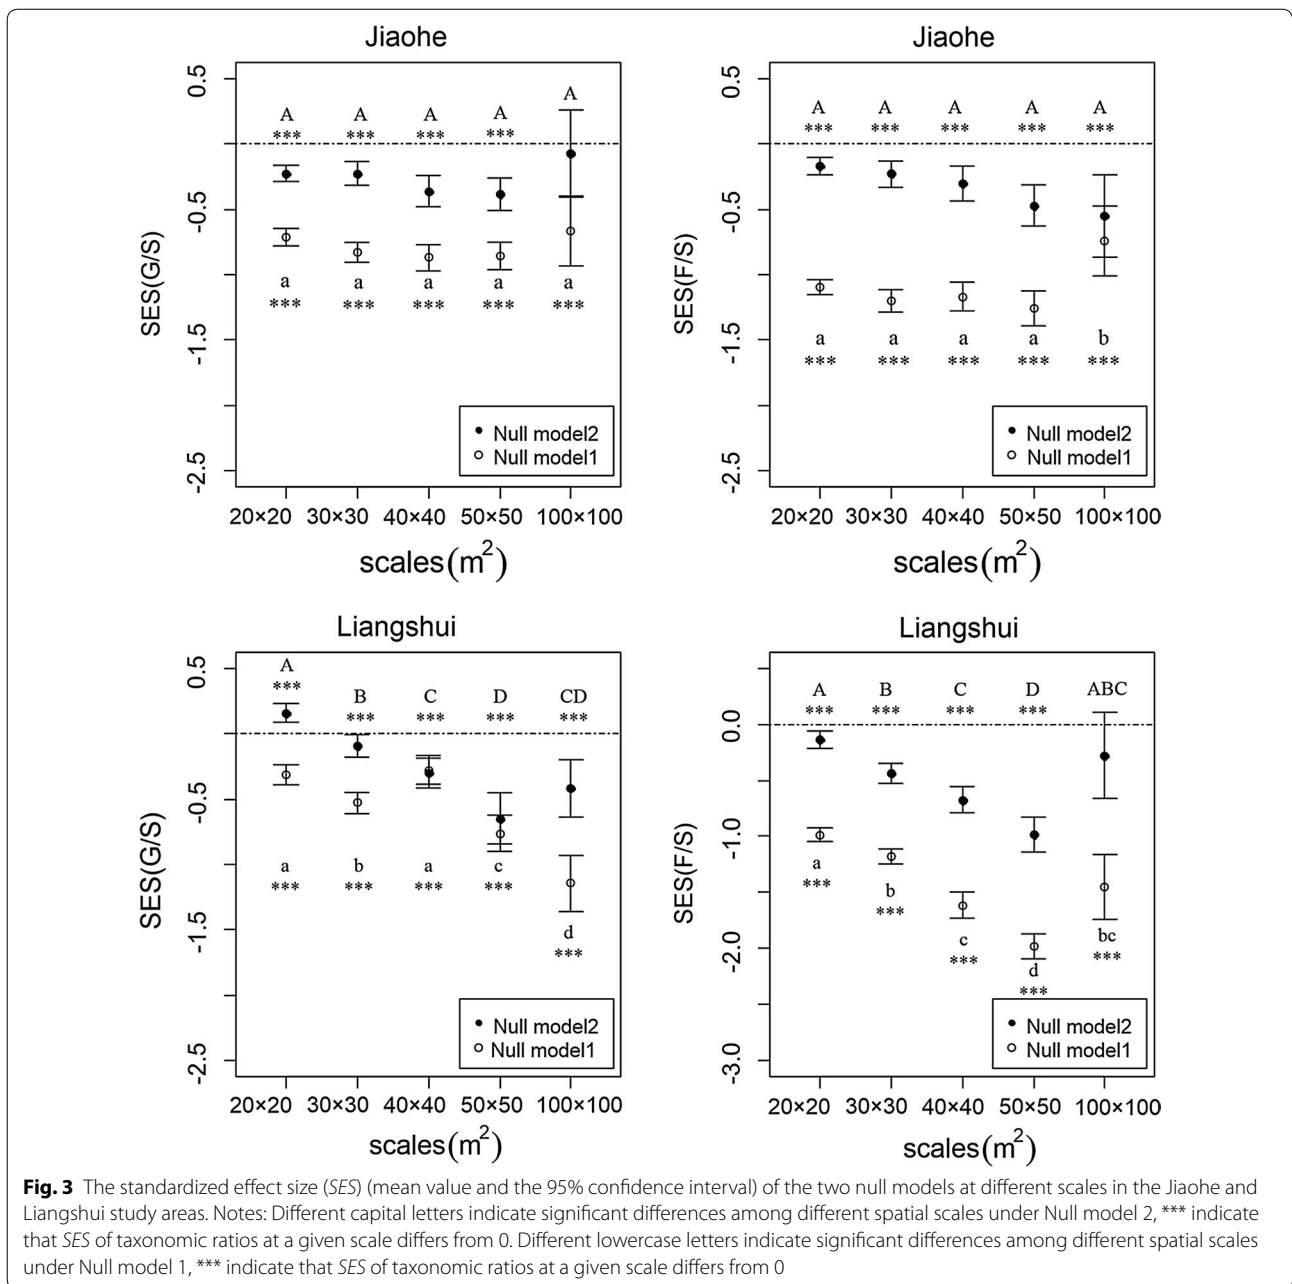 Jiaohe
0.5
-0.5
-1.5
-2.5
SES(G/S)
A A A A A
*** *** *** ***
a a a a a
*** *** *** *** ***
Null model2
Null model1
20×20 30×30 40×40 50×50 100×100
scales(m²)
Jiaohe
0.5
-0.5
-1.5
-2.5
SES(F/S)
A A A A A
*** *** *** *** ***
a a a a b
*** *** *** *** ***
Null model2
Null model1
20×20 30×30 40×40 50×50 100×100
scales(m²)
Liangshui
0.5
-0.5
-1.5
-2.5
SES(G/S)
A B C D CD
*** *** *** *** ***
a b a c d
*** *** *** *** ***
Null model2
Null model1
20×20 30×30 40×40 50×50 100×100
scales(m²)
Liangshui
0.0
-1.0
-2.0
-3.0
SES(F/S)
A B C D ABC
*** *** *** ***
a b c d bc
*** *** *** *** ***
Null model2
Null model1
20×20 30×30 40×40 50×50 100×100
scales(m²)
Fig. 3 The standardized effect size (SES) (mean value and the 95% confidence interval) of the two null models at different scales in the Jiaohe and
Liangshui study areas. Notes: Different capital letters indicate significant differences among different spatial scales under Null model 2, *** indicate
that SES of taxonomic ratios at a given scale differs from 0. Different lowercase letters indicate significant differences among different spatial scales
under Null model 1, *** indicate that SES of taxonomic ratios at a given scale differs from 0